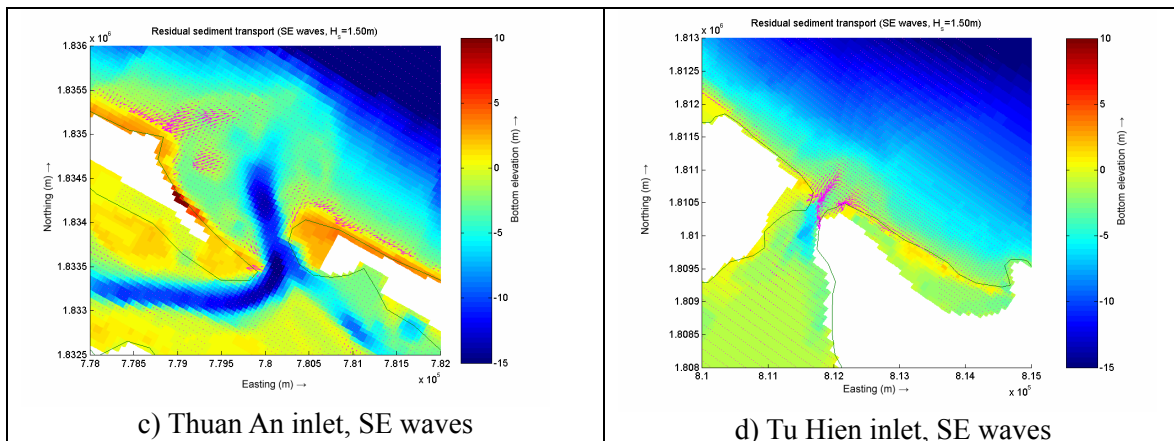 Residual sediment transport (SE waves, Hs=1.50m)
1.836 x 10^6
1.8355
1.835
1.8345
1.834
1.8335
1.833
1.8325
Northing (m) →
7.78 7.785 7.79 7.795 7.8 7.805 7.81 7.815 7.82
x 10^5
Easting (m) →
10
5
0
-5
-10
-15
Bottom elevation (m) →
c) Thuan An inlet, SE waves
Residual sediment transport (SE waves, Hs=1.50m)
1.813 x 10^6
1.8125
1.812
1.8115
1.811
1.8105
1.81
1.8095
1.809
1.8085
1.808
Northing (m) →
8.1 8.11 8.12 8.13 8.14 8.15
x 10^5
Easting (m) →
10
5
0
-5
-10
-15
Bottom elevation (m) →
d) Tu Hien inlet, SE waves